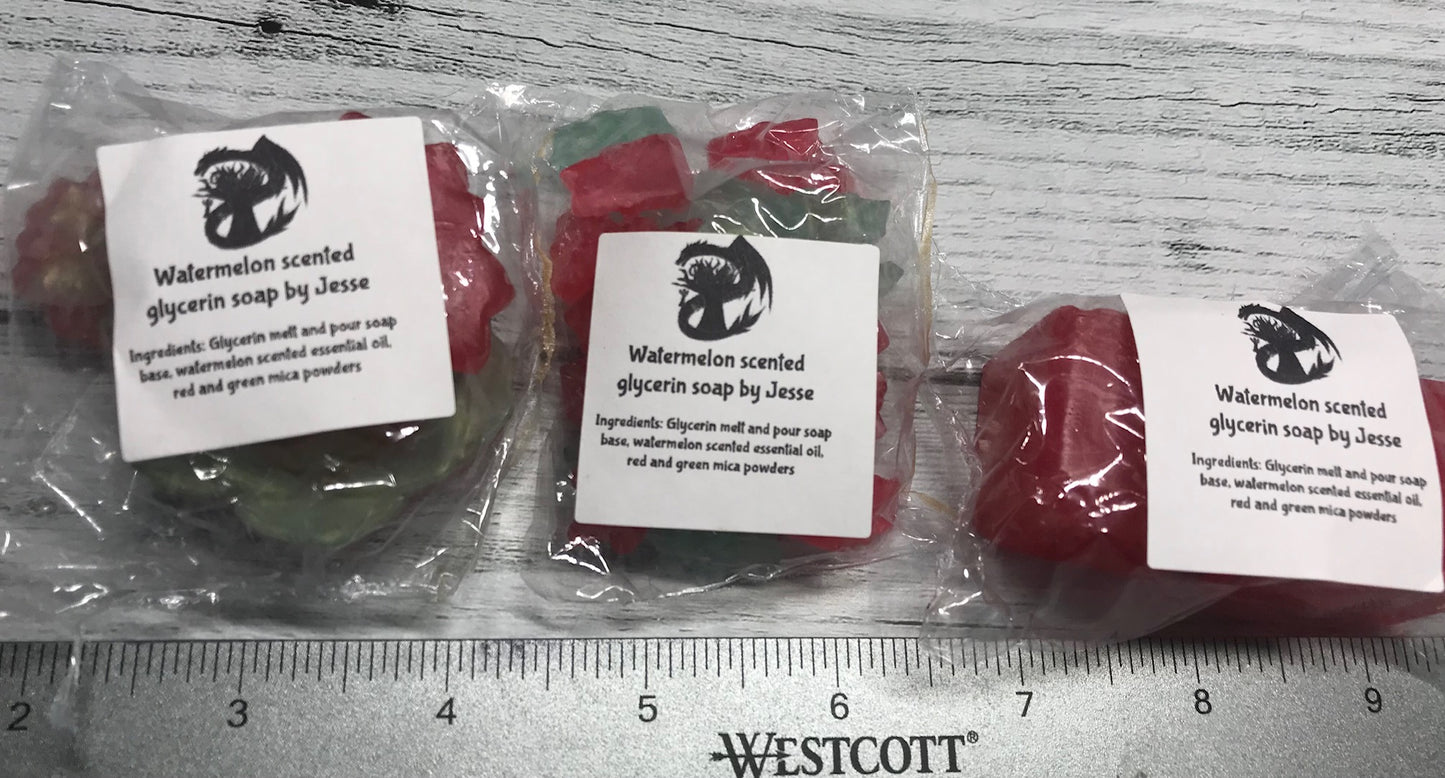 Watermelon scented
glycerin soap by Jesse
Ingredients: Glycerin melt and pour soap
base, watermelon scented essential oil,
red and green mica powders
Watermelon scented
glycerin soap by Jesse
Ingredients: Glycerin melt and pour soap
base, watermelon scented essential oil,
red and green mica powders
Watermelon scented
glycerin soap by Jesse
Ingredients: Glycerin melt and pour soap
base, watermelon scented essential oil,
red and green mica powders
2 3 4 5 6 7 8 9
WESTCOTT®